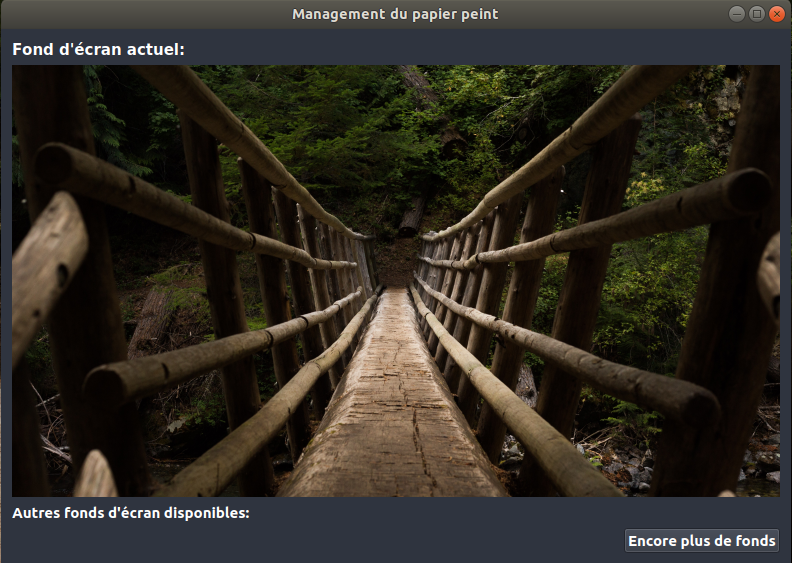 Management du papier peint
Fond d'écran actuel:
Autres fonds d'écran disponibles:
Encore plus de fonds